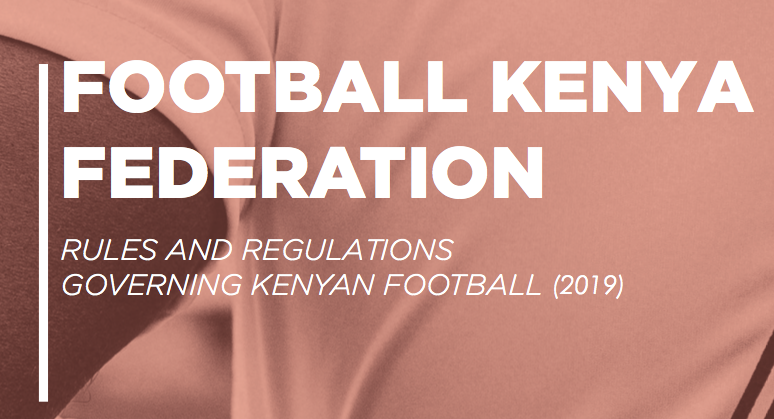 FOOTBALL KENYA
FEDERATION
RULES AND REGULATIONS
GOVERNING KENYAN FOOTBALL (2019)